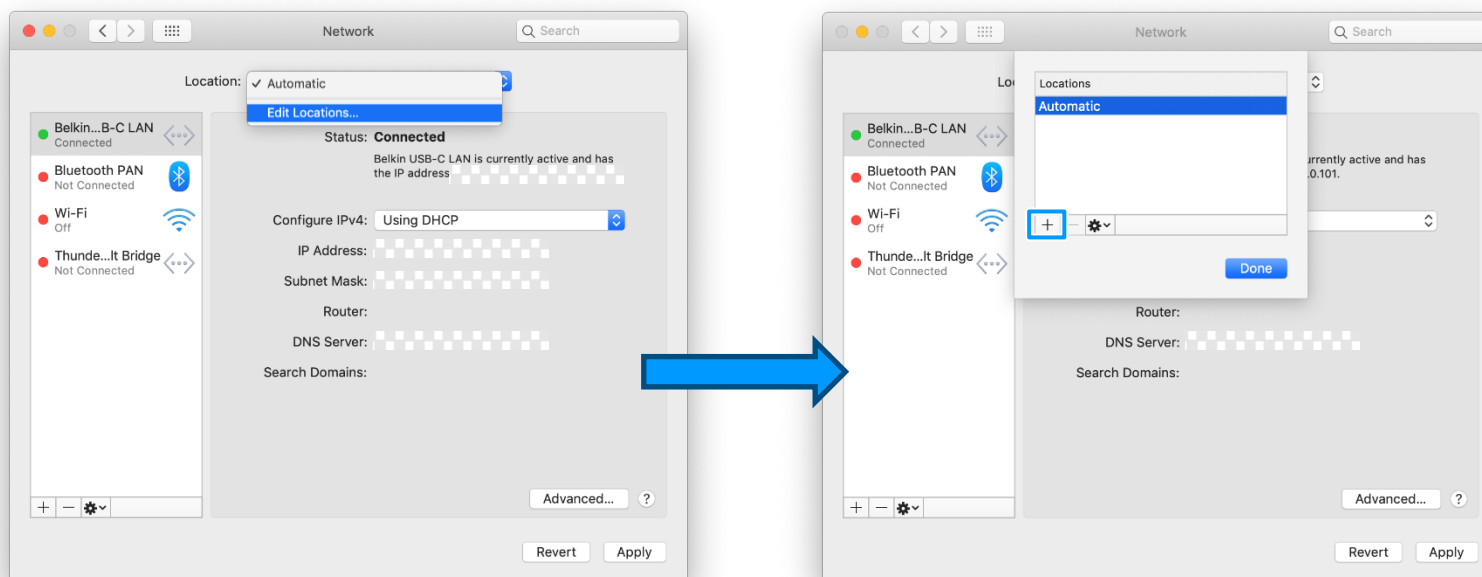 Network
Search
Location:
Automatic
Edit Locations...
Belkin...B-C LAN
Connected
Bluetooth PAN
Not Connected
Wi-Fi
Off
Thunde...lt Bridge
Not Connected
Status: Connected
Belkin USB-C LAN is currently active and has
the IP address
Configure IPv4: Using DHCP
IP Address:
Subnet Mask:
Router:
DNS Server:
Search Domains:
Advanced... ?
Revert Apply
Network
Search
Lo
Locations
Automatic
Done
Belkin...B-C LAN
Connected
Bluetooth PAN
Not Connected
Wi-Fi
Off
Thunde...lt Bridge
Not Connected
urrently active and has
.0.101.
Router:
DNS Server:
Search Domains:
Advanced... ?
Revert Apply